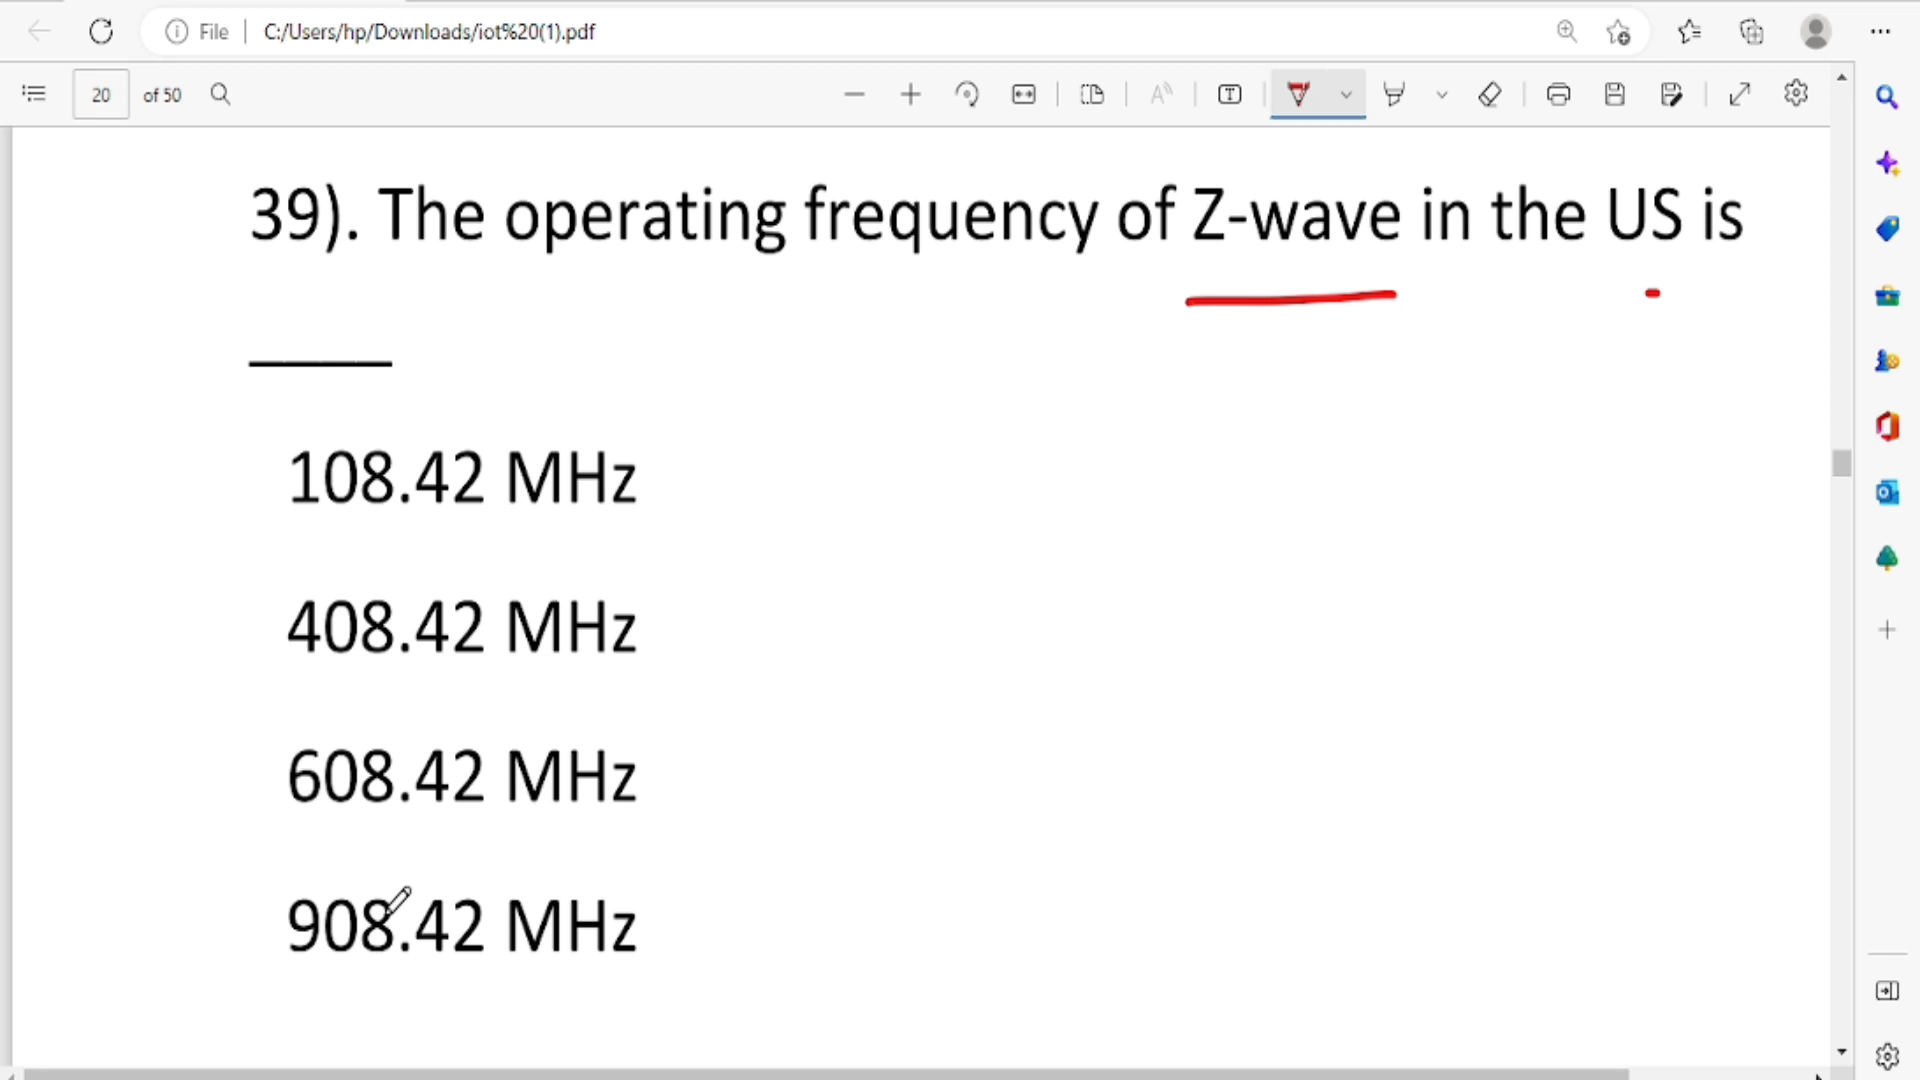 File C:/Users/hp/Downloads/iot%20(1).pdf
20 of 50
39). The operating frequency of Z-wave in the US is
____
108.42 MHz
408.42 MHz
608.42 MHz
908.42 MHz